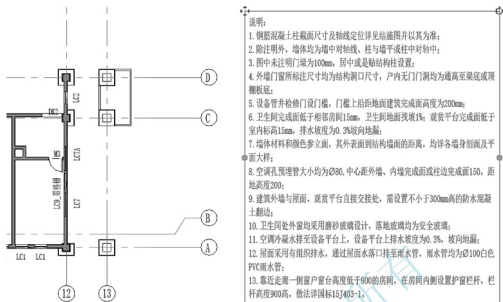 说明:
1.钢筋混凝土柱截面尺寸及轴线定位详见结施图并以其为准;
2.除注明外, 墙体均为墙中对轴线、柱与墙平或柱中对轴中;
3.图中未注明门垛为100mm, 居中或是贴结构柱设置;
4.外墙门窗所标注尺寸均为结构洞口尺寸, 户内无门门洞均为通高至梁底或顶
棚板底;
5.设备管井检修门设门槛, 门槛上沿距地面建筑完成面高度为200mm;
6.卫生间完成面低于相邻房间15mm, 卫生间地面找坡1%; 观赏平台完成面低于
室内标高15mm, 排水坡度为0.3%坡向地漏;
7.墙体材料和颜色参立面, 其外表面到结构墙面的距离, 均详各墙身剖面及平
面大样;
8.空调孔预埋管大小均为∅80,中心距外墙、内墙完成面或柱边完成面150, 距
地高度200;
9.建筑外墙与屋面、观赏平台直接交接处, 需设置不小于300mm高的防水混凝
土翻边;
10.卫生间处外窗均采用磨砂玻璃设计, 落地玻璃均为安全玻璃;
11.空调冷凝水排至设备平台上, 设备平台上排水坡度为0.3%, 坡向地漏;
12.屋面采用有组织排水, 通过屋面水落口排至雨水管, 雨水管均为∅100白色
PVC雨水管;
13.靠近走廊一侧窗户窗台高度低于900的房间, 在房间内侧设置护窗栏杆, 栏
杆高度900高, 做法详国标15J403-1.
D
C
B
A
12
13
LC2
LC7A
LC7
LC9 带格栅
M5
LC1
LC1
所有